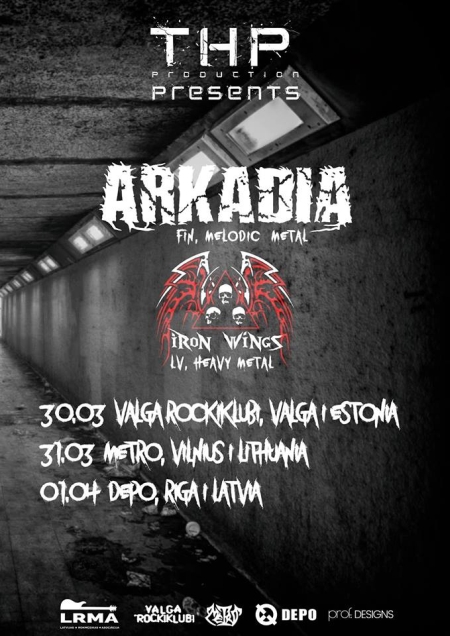 THP
PRODUCTION
PRESENTS
ARKADIA
FIN, MELODIC METAL
IRON WINGS
LV, HEAVY METAL
30.03 VALGA ROCKIKLUBI, VALGA I ESTONIA
31.03 METRO, VILNIUS I LITHUANIA
01.04 DEPO, RIGA I LATVIA
LRMA
VALGA
ROCKIKLUBI
DEPO
prof. DESIGNS